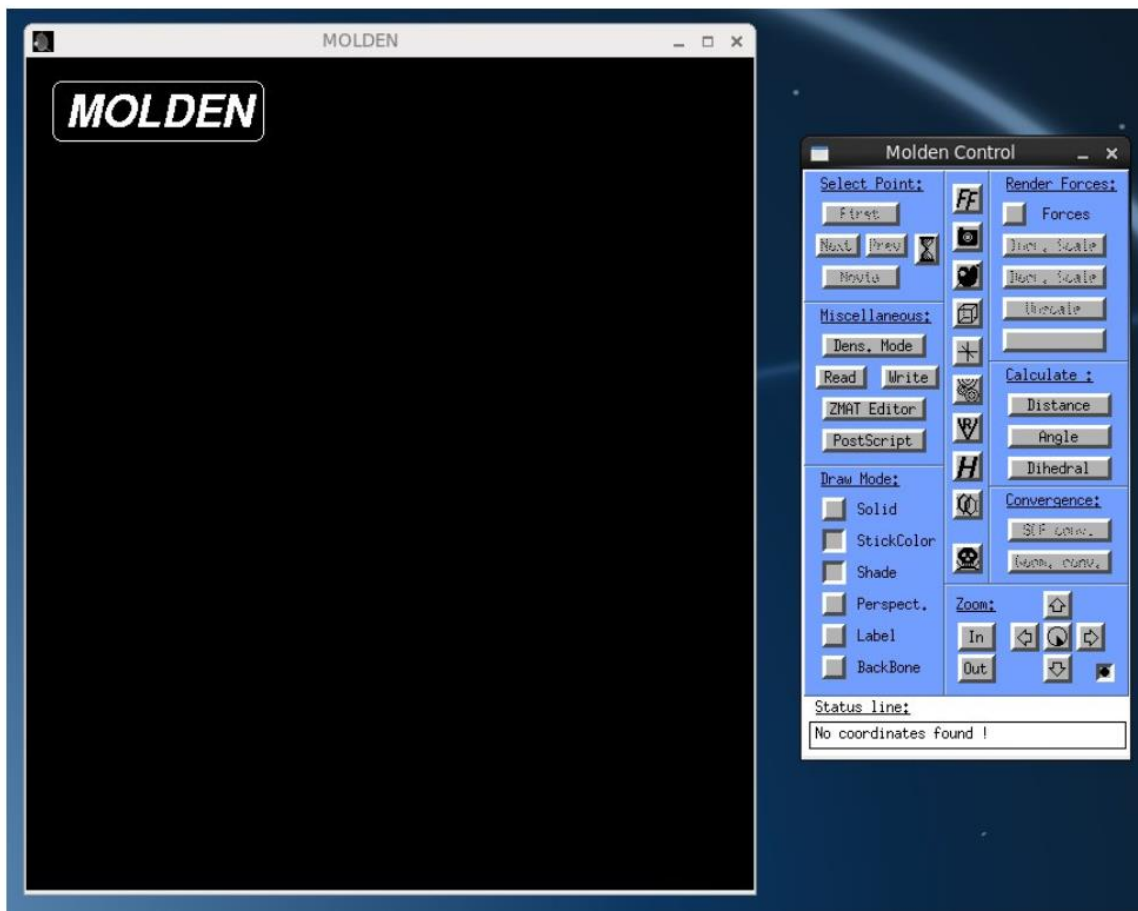 MOLDEN
MOLDEN
Molden Control
Select Point:
First
Next Prev
Movie
Miscellaneous:
Dens. Mode
Read Write
ZMAT Editor
PostScript
Draw Mode:
Solid
StickColor
Shade
Perspect.
Label
BackBone
FF
H
Render Forces:
Forces
Unscale
Calculate :
Distance
Angle
Dihedral
Convergence:
SCF conv.
Geom. conv.
Zoom:
In
Out
Status line:
No coordinates found !